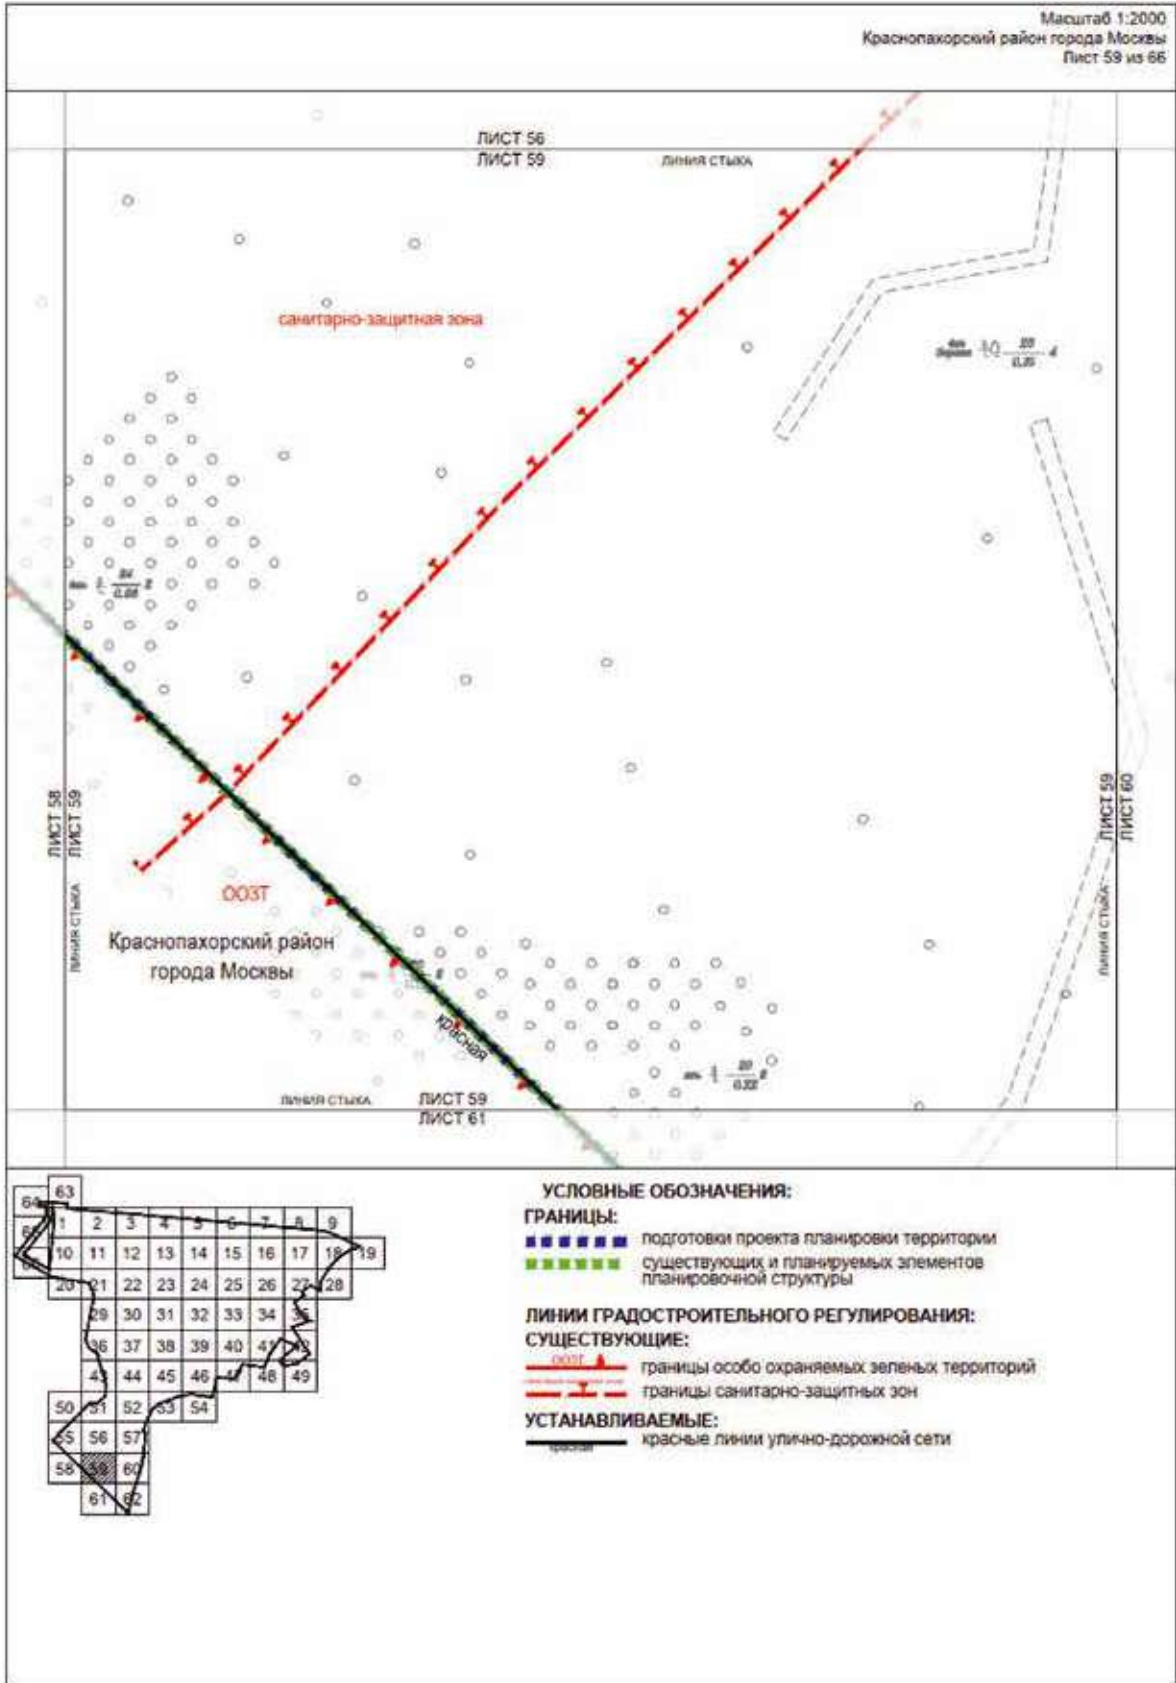 Масштаб 1:2000
Краснопахорский район города Москвы
Лист 59 из 66
ЛИСТ 56
ЛИСТ 59
ЛИНИЯ СТЫКА
санитарно-защитная зона
ЛИСТ 58
ЛИСТ 59
ЛИНИЯ СТЫКА
ООЗТ
Краснопахорский район
города Москвы
красная
ЛИСТ 59
ЛИСТ 60
ЛИНИЯ СТЫКА
ЛИНИЯ СТЫКА
ЛИСТ 59
ЛИСТ 61
64 63
1 2 3 4 5 6 7 8 9
10 11 12 13 14 15 16 17 18 19
20 21 22 23 24 25 26 27 28
29 30 31 32 33 34 35
36 37 38 39 40 41 42
43 44 45 46 47 48 49
50 51 52 53 54
55 56 57
58 59 60
61 62
УСЛОВНЫЕ ОБОЗНАЧЕНИЯ:
ГРАНИЦЫ:
подготовки проекта планировки территории
существующих и планируемых элементов
планировочной структуры
ЛИНИИ ГРАДОСТРОИТЕЛЬНОГО РЕГУЛИРОВАНИЯ:
СУЩЕСТВУЮЩИЕ:
ООЗТ
границы особо охраняемых зеленых территорий
границы санитарно-защитных зон
УСТАНАВЛИВАЕМЫЕ:
красная
красные линии улично-дорожной сети